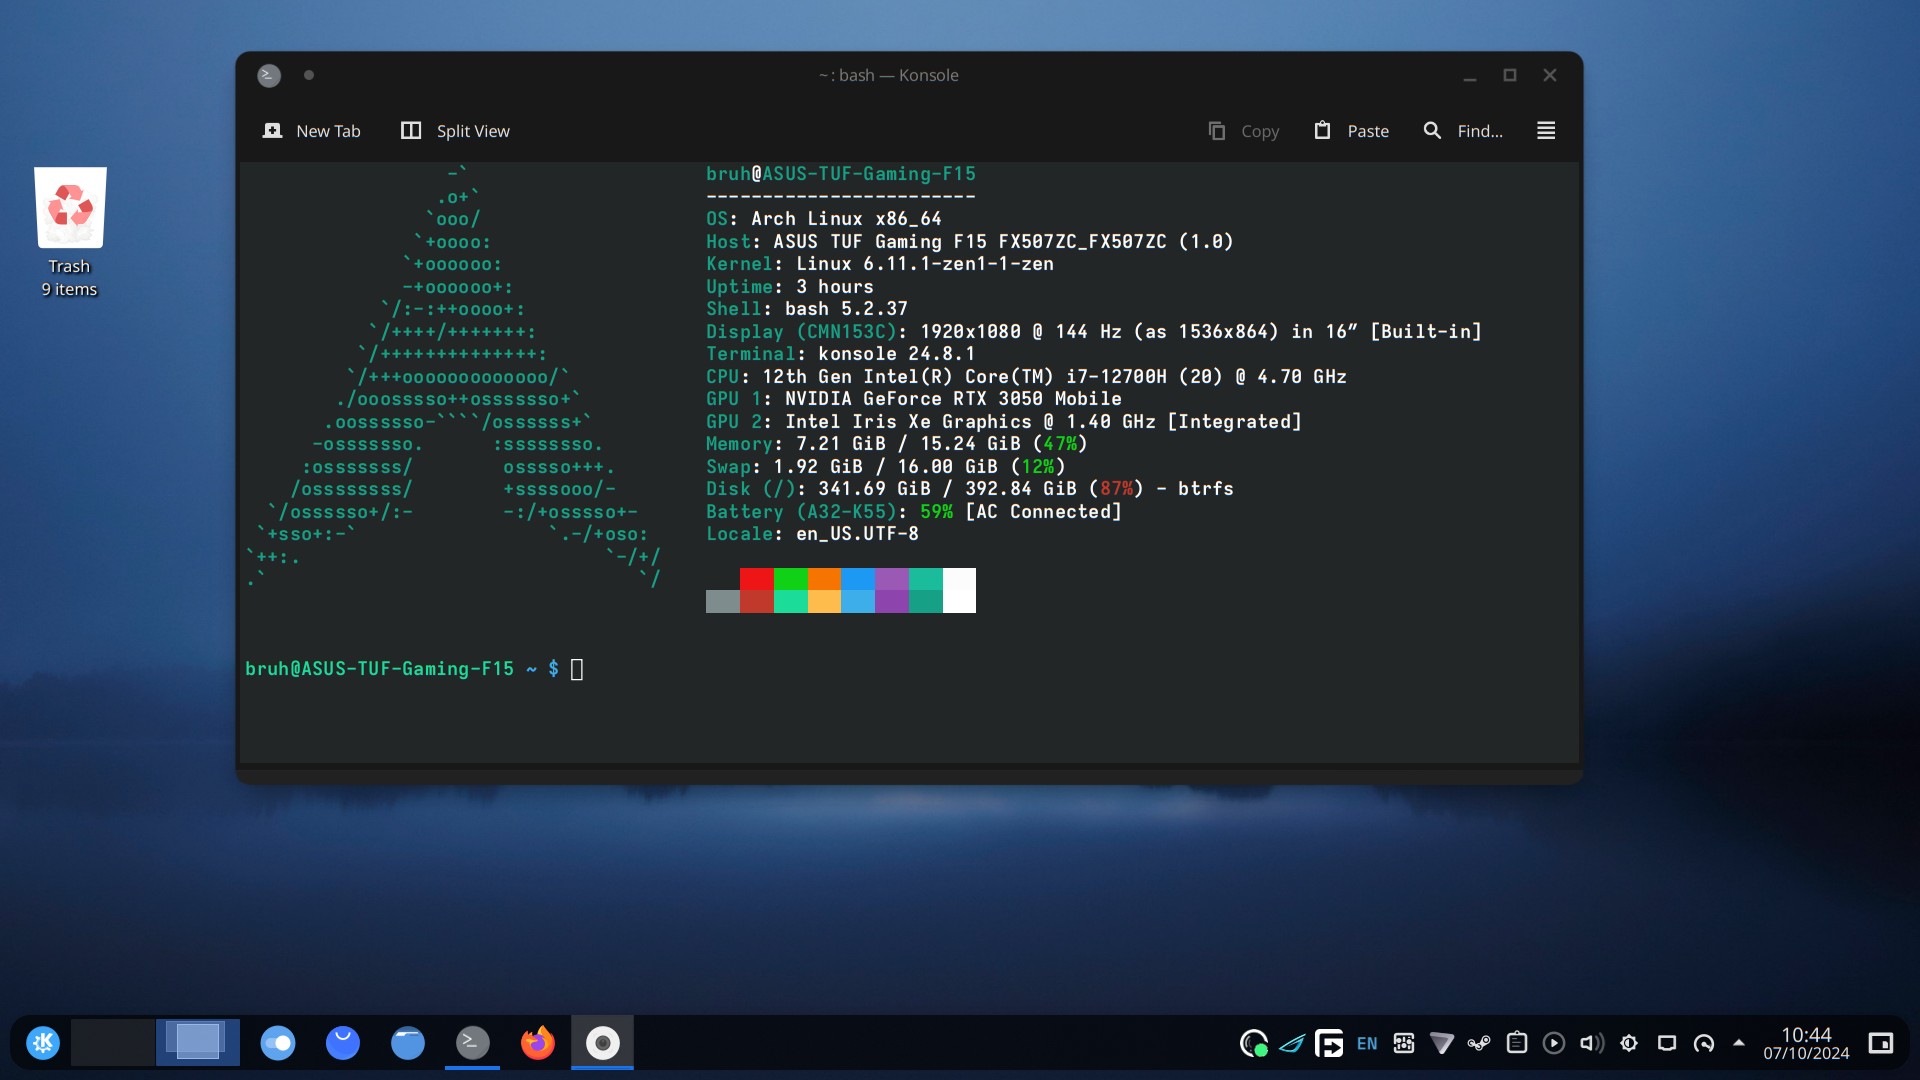 ~ : bash — Konsole
New Tab
Split View
Copy
Paste
Find...
Trash
9 items
-`
.o+`
`ooo/
`+oooo:
`+oooooo:
-+oooooo+:
`/:-:++oooo+:
`/++++/+++++++:
`/++++++++++++++:
`/+++ooooooooooooo/`
./ooosssso++osssssso+`
.oossssso-````/ossssss+`
-osssssso.      :ssssssso.
:osssssss/        osssso+++.
/ossssssss/        +ssssooo/-
`/ossssso+/:-        -:/+osssso+-
`+sso+:-`                 `.-/+oso:
`++:.                           `-/+/
.`                                 `/
bruh@ASUS-TUF-Gaming-F15
------------------------
OS: Arch Linux x86_64
Host: ASUS TUF Gaming F15 FX507ZC_FX507ZC (1.0)
Kernel: Linux 6.11.1-zen1-1-zen
Uptime: 3 hours
Shell: bash 5.2.37
Display (CMN153C): 1920x1080 @ 144 Hz (as 1536x864) in 16″ [Built-in]
Terminal: konsole 24.8.1
CPU: 12th Gen Intel(R) Core(TM) i7-12700H (20) @ 4.70 GHz
GPU 1: NVIDIA GeForce RTX 3050 Mobile
GPU 2: Intel Iris Xe Graphics @ 1.40 GHz [Integrated]
Memory: 7.21 GiB / 15.24 GiB (47%)
Swap: 1.92 GiB / 16.00 GiB (12%)
Disk (/): 341.69 GiB / 392.84 GiB (87%) - btrfs
Battery (A32-K55): 59% [AC Connected]
Locale: en_US.UTF-8
bruh@ASUS-TUF-Gaming-F15 ~ $
EN
10:44
07/10/2024